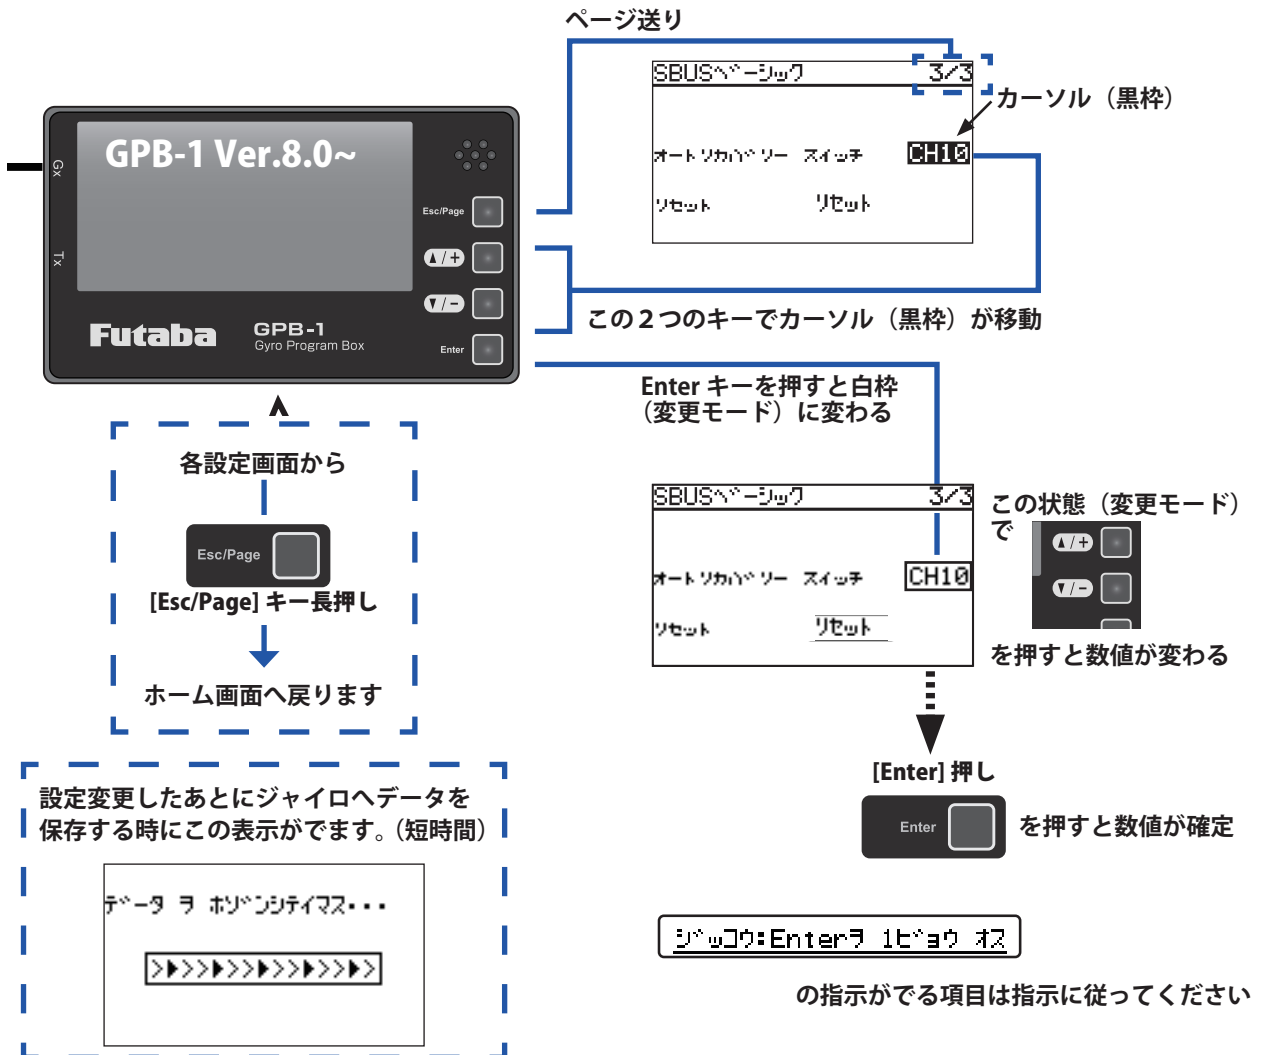 ページ送り
SBUSベーシック 3/3
カーソル（黒枠）
オートリカバリー スイッチ CH10
リセット リセット
GPB-1 Ver.8.0~
Gx
Tx
Esc/Page
▲/+
▼/-
Enter
Futaba
GPB-1
Gyro Program Box
この２つのキーでカーソル（黒枠）が移動
Enter キーを押すと白枠
（変更モード）に変わる
各設定画面から
Esc/Page
[Esc/Page] キー長押し
ホーム画面へ戻ります
SBUSベーシック 3/3
オートリカバリー スイッチ CH10
リセット リセット
この状態（変更モード）
で
▲/+
▼/-
を押すと数値が変わる
[Enter] 押し
Enter
を押すと数値が確定
設定変更したあとにジャイロへデータを
保存する時にこの表示がでます。（短時間）
データ ヲ ホゾンシテイマス・・・
ジッコウ:Enterヲ 1ビョウ オス
の指示がでる項目は指示に従ってください